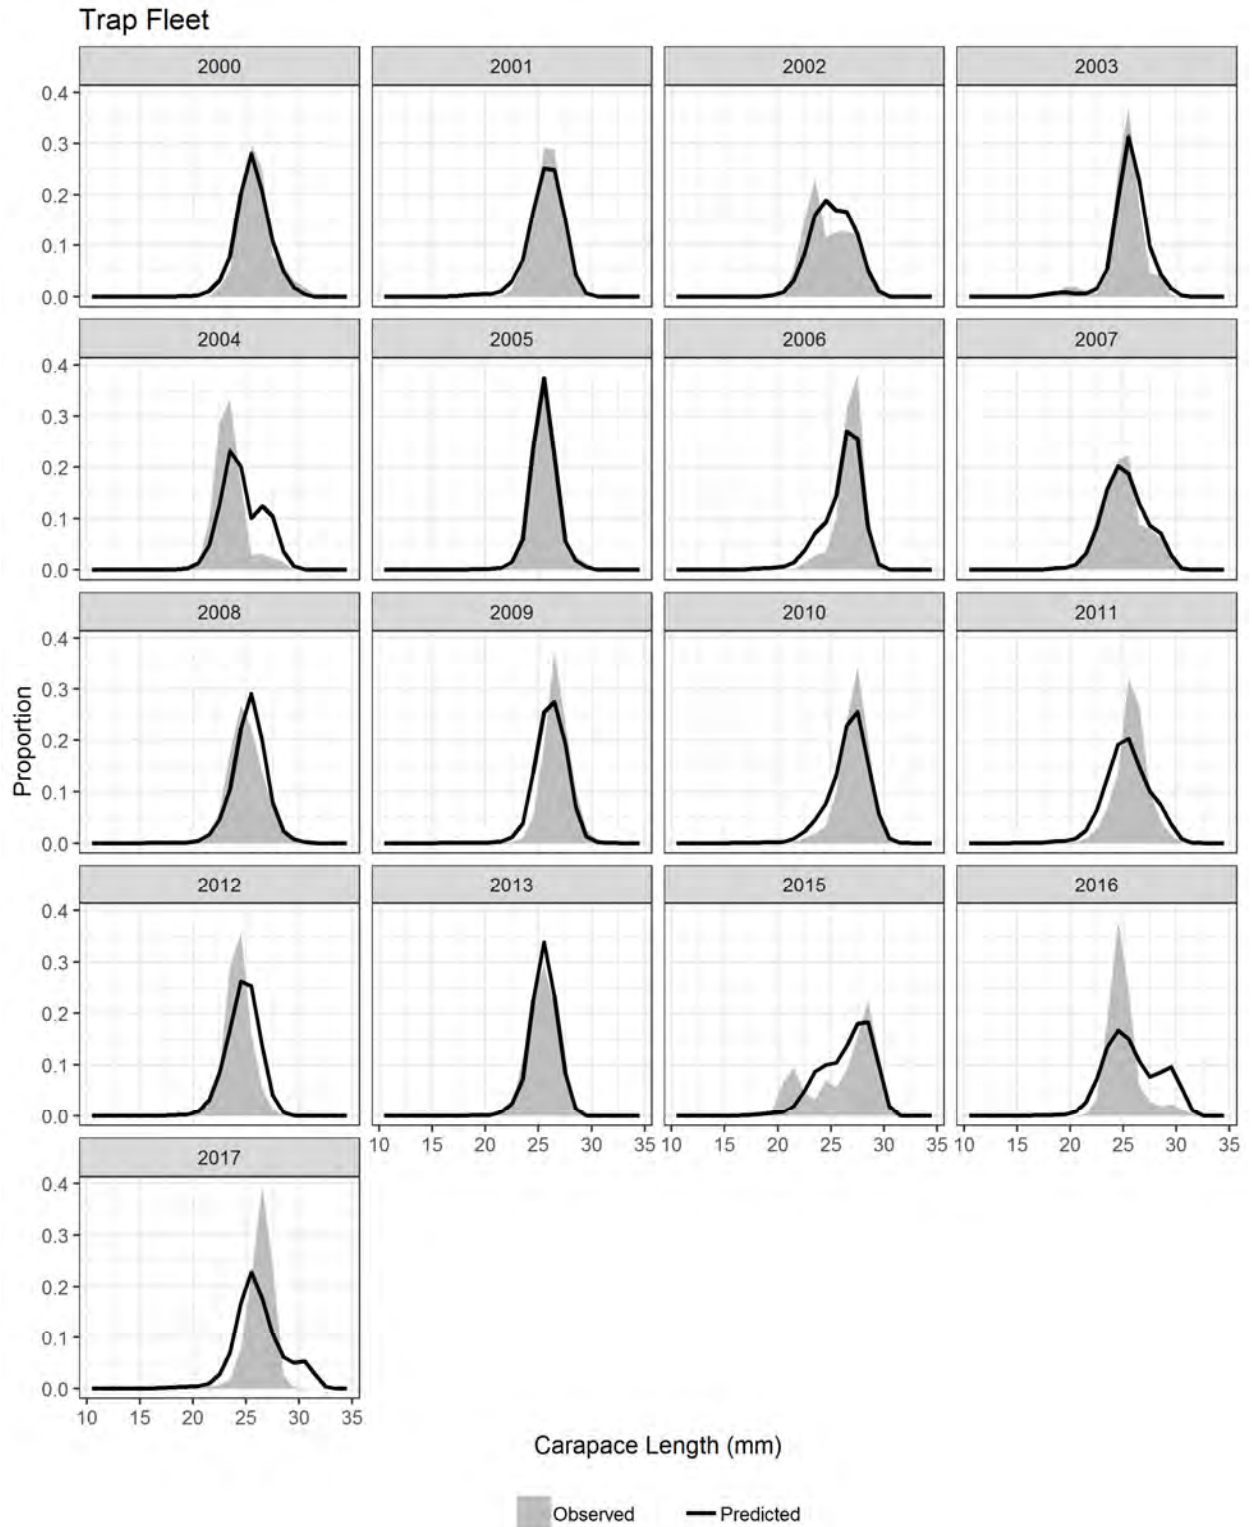 Trap Fleet
2000 2001 2002 2003
0.4
0.3
0.2
0.1
0.0
2004 2005 2006 2007
0.4
0.3
0.2
0.1
0.0
2008 2009 2010 2011
0.4
0.3
0.2
0.1
0.0
Proportion
2012 2013 2015 2016
0.4
0.3
0.2
0.1
0.0
10 15 20 25 30 35 10 15 20 25 30 35 10 15 20 25 30 35
2017
0.4
0.3
0.2
0.1
0.0
10 15 20 25 30 35
Carapace Length (mm)
Observed Predicted